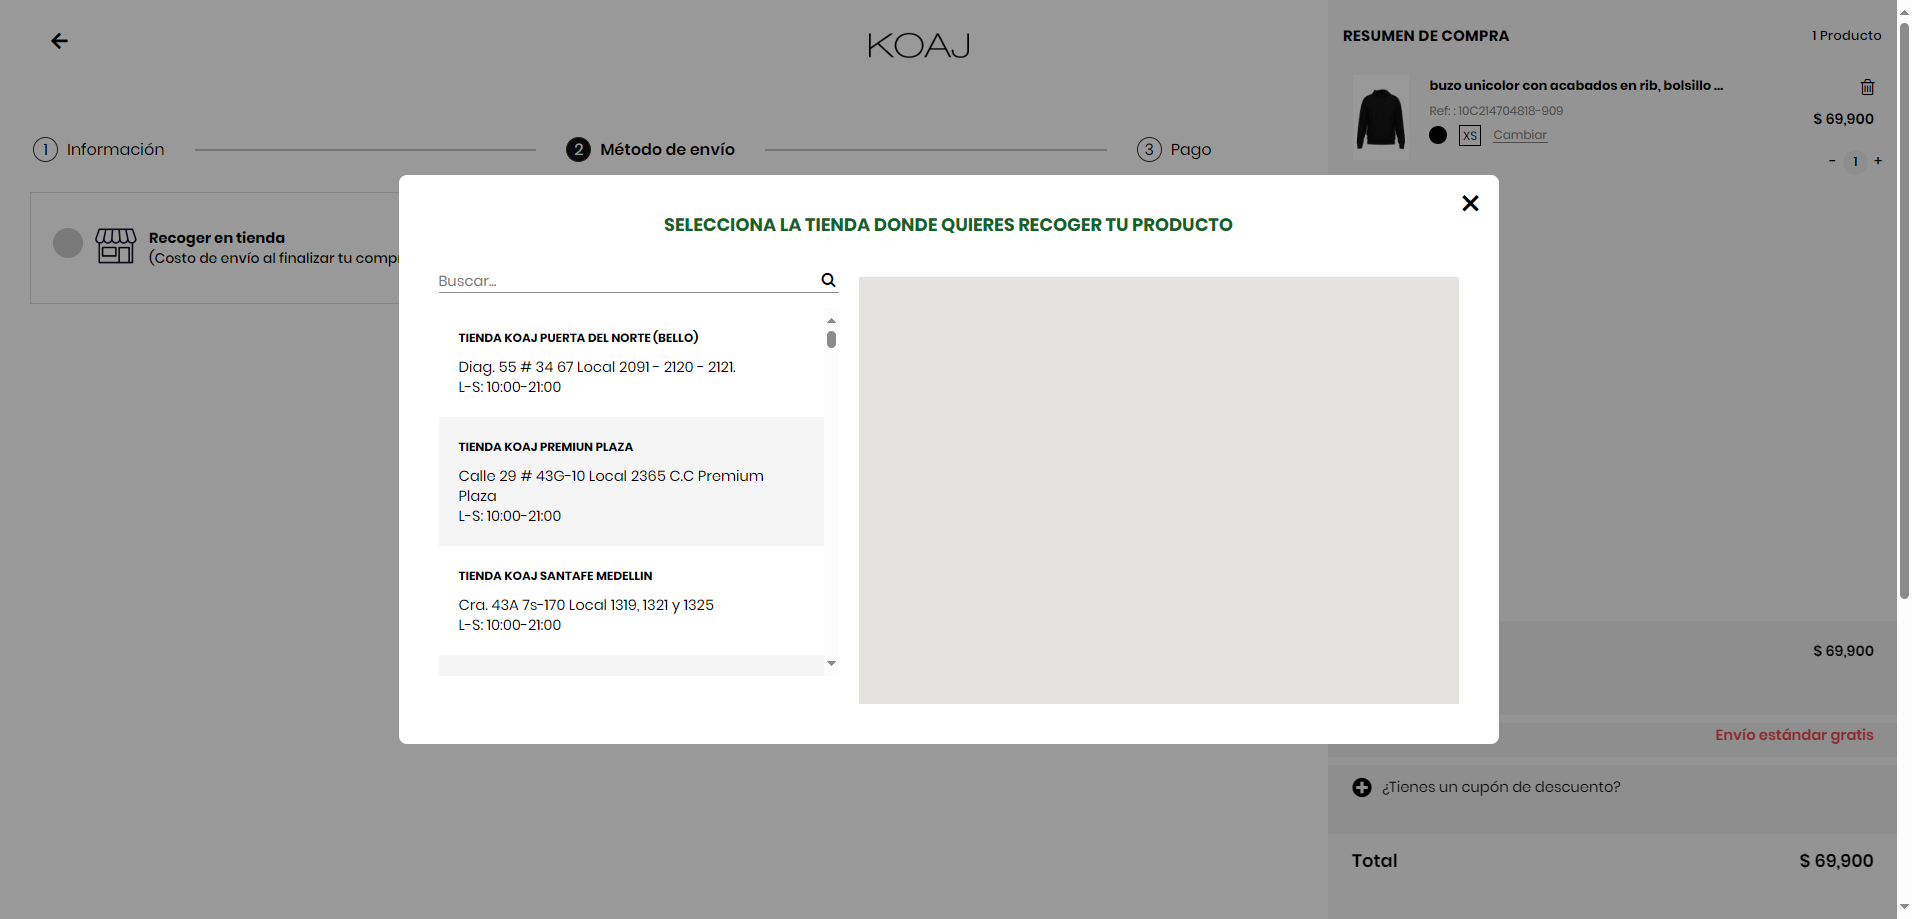 KOAJ
1 Información
2 Método de envío
3 Pago
Recoger en tienda
(Costo de envío al finalizar tu comp
SELECCIONA LA TIENDA DONDE QUIERES RECOGER TU PRODUCTO
Buscar...
TIENDA KOAJ PUERTA DEL NORTE (BELLO)
Diag. 55 # 34 67 Local 2091 - 2120 - 2121.
L-S: 10:00-21:00
TIENDA KOAJ PREMIUN PLAZA
Calle 29 # 43G-10 Local 2365 C.C Premium
Plaza
L-S: 10:00-21:00
TIENDA KOAJ SANTAFE MEDELLIN
Cra. 43A 7s-170 Local 1319, 1321 y 1325
L-S: 10:00-21:00
RESUMEN DE COMPRA
1 Producto
buzo unicolor con acabados en rib, bolsillo ...
Ref: : 10C214704818-909
$ 69,900
XS Cambiar
- 1 +
$ 69,900
Envío estándar gratis
¿Tienes un cupón de descuento?
Total
$ 69,900